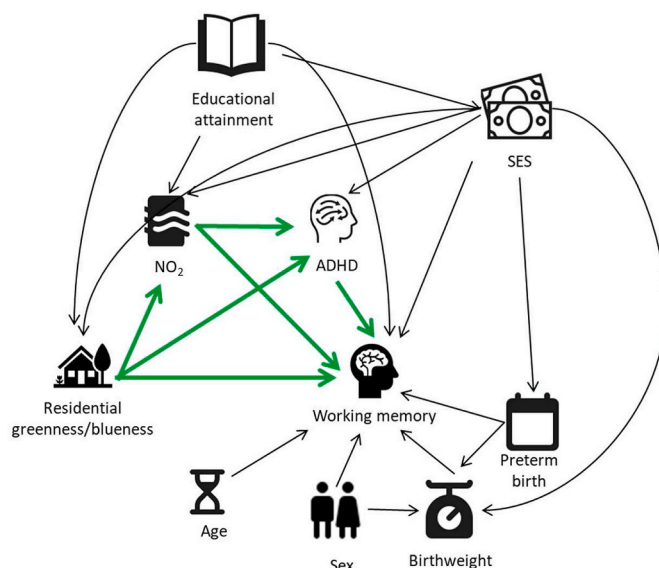 Educational
attainment
SES
NO₂
ADHD
Residential
greenness/blueness
Working memory
Preterm
birth
Age
Sex
Birthweight